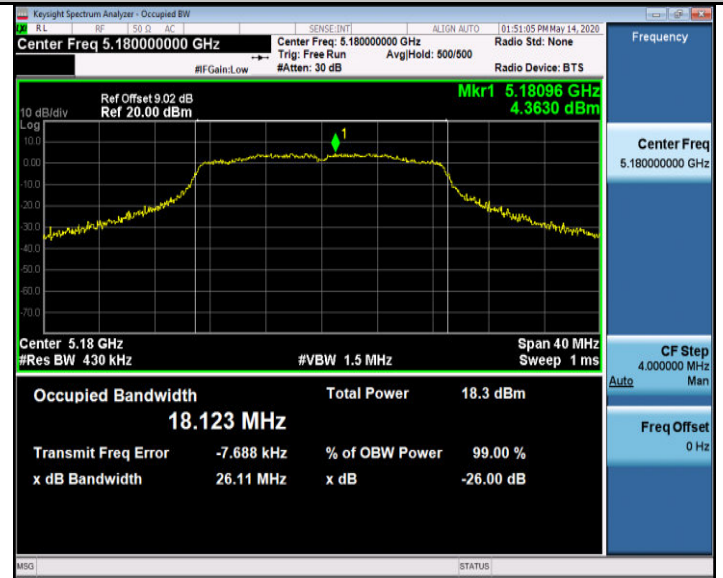 Keysight Spectrum Analyzer - Occupied BW
RL RF 50 Ω AC SENSE:INT ALIGN AUTO 01:51:05 PM May 14, 2020
Center Freq 5.180000000 GHz
Center Freq: 5.180000000 GHz
Radio Std: None
Trig: Free Run
Avg|Hold: 500/500
#IFGain:Low
#Atten: 30 dB
Radio Device: BTS
Ref Offset 9.02 dB
Mkr1 5.18096 GHz
10 dB/div
Ref 20.00 dBm
4.3630 dBm
Log
10.0
1
0.00
-10.0
-20.0
-30.0
-40.0
-50.0
-60.0
-70.0
Center 5.18 GHz
Span 40 MHz
#Res BW 430 kHz
#VBW 1.5 MHz
Sweep 1 ms
Occupied Bandwidth
Total Power 18.3 dBm
18.123 MHz
Transmit Freq Error -7.688 kHz
% of OBW Power 99.00 %
x dB Bandwidth 26.11 MHz
x dB -26.00 dB
MSG
STATUS
Frequency
Center Freq
5.180000000 GHz
CF Step
4.000000 MHz
Auto Man
Freq Offset
0 Hz